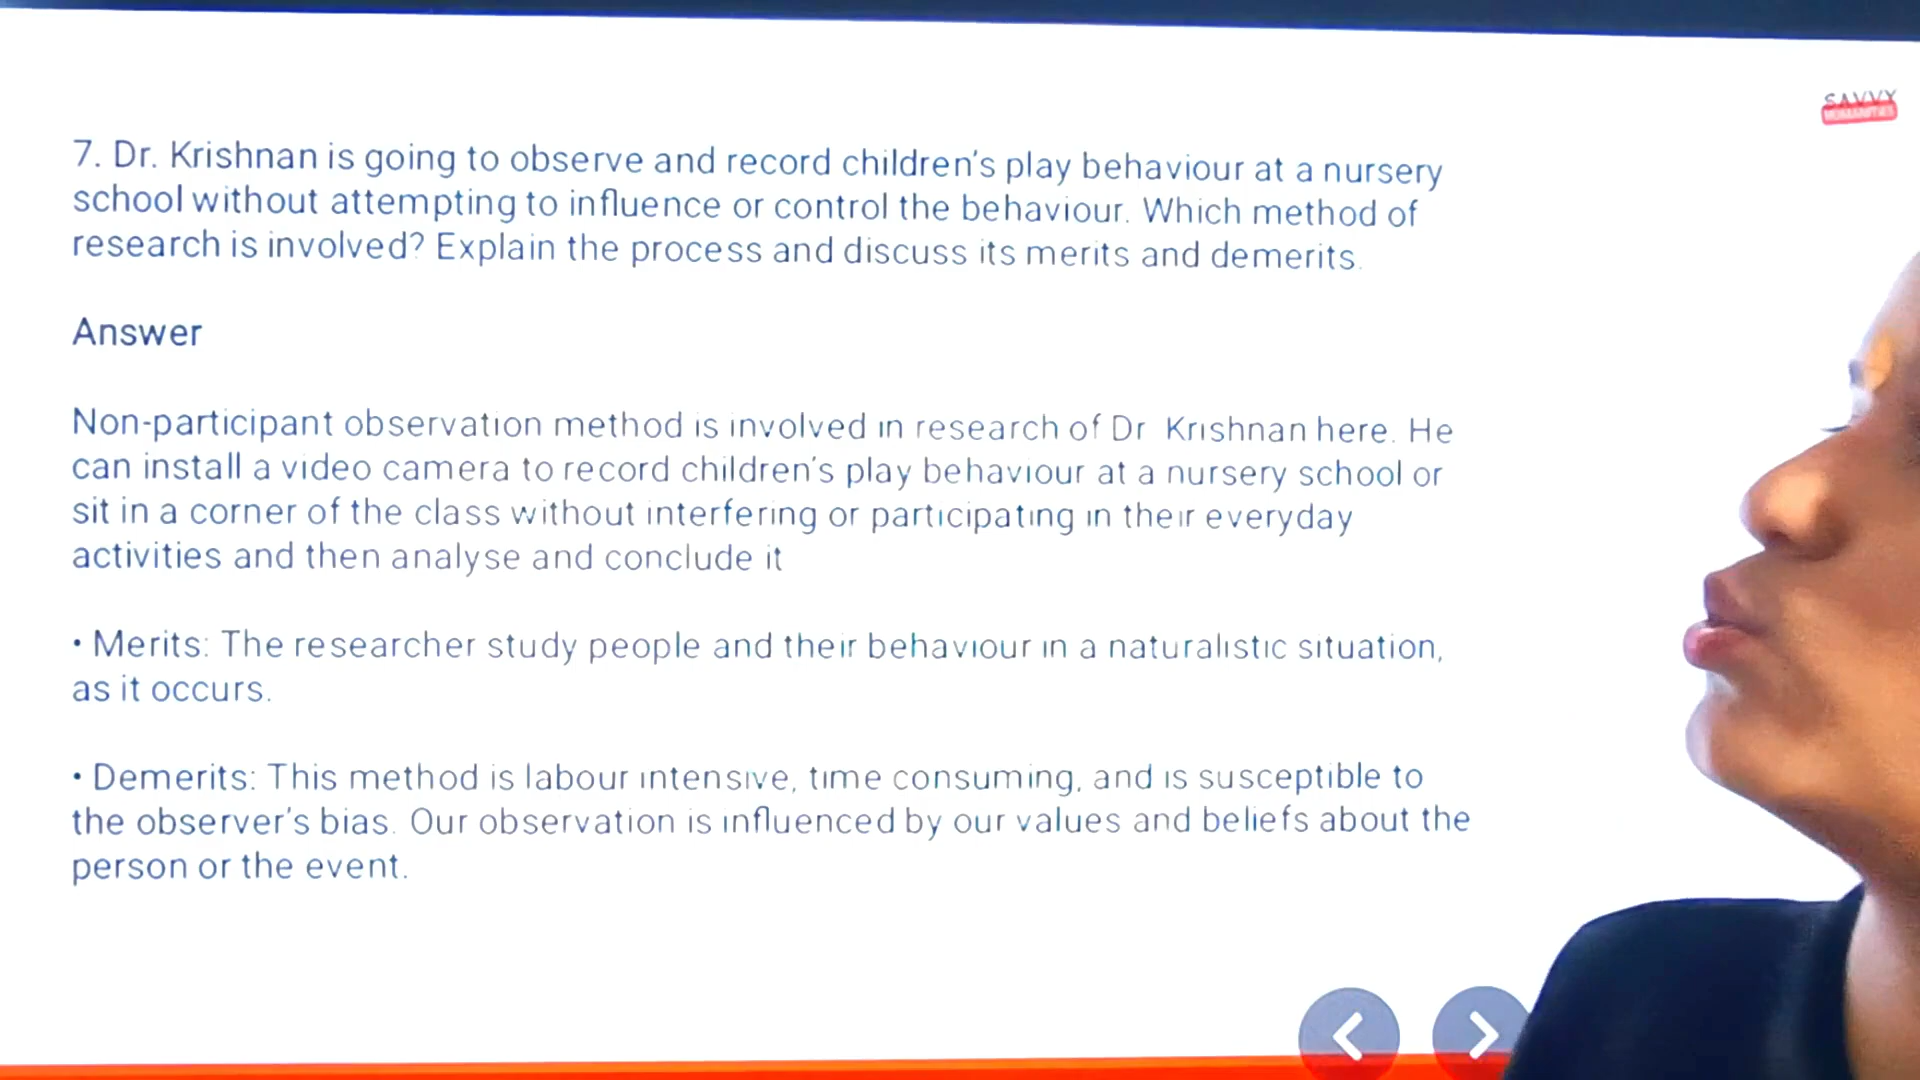 SAVVY
HUMANITIES
7. Dr. Krishnan is going to observe and record children's play behaviour at a nursery
school without attempting to influence or control the behaviour. Which method of
research is involved? Explain the process and discuss its merits and demerits.
Answer
Non-participant observation method is involved in research of Dr Krishnan here. He
can install a video camera to record children's play behaviour at a nursery school or
sit in a corner of the class without interfering or participating in their everyday
activities and then analyse and conclude it
• Merits: The researcher study people and their behaviour in a naturalistic situation,
as it occurs.
• Demerits: This method is labour intensive, time consuming, and is susceptible to
the observer's bias. Our observation is influenced by our values and beliefs about the
person or the event.